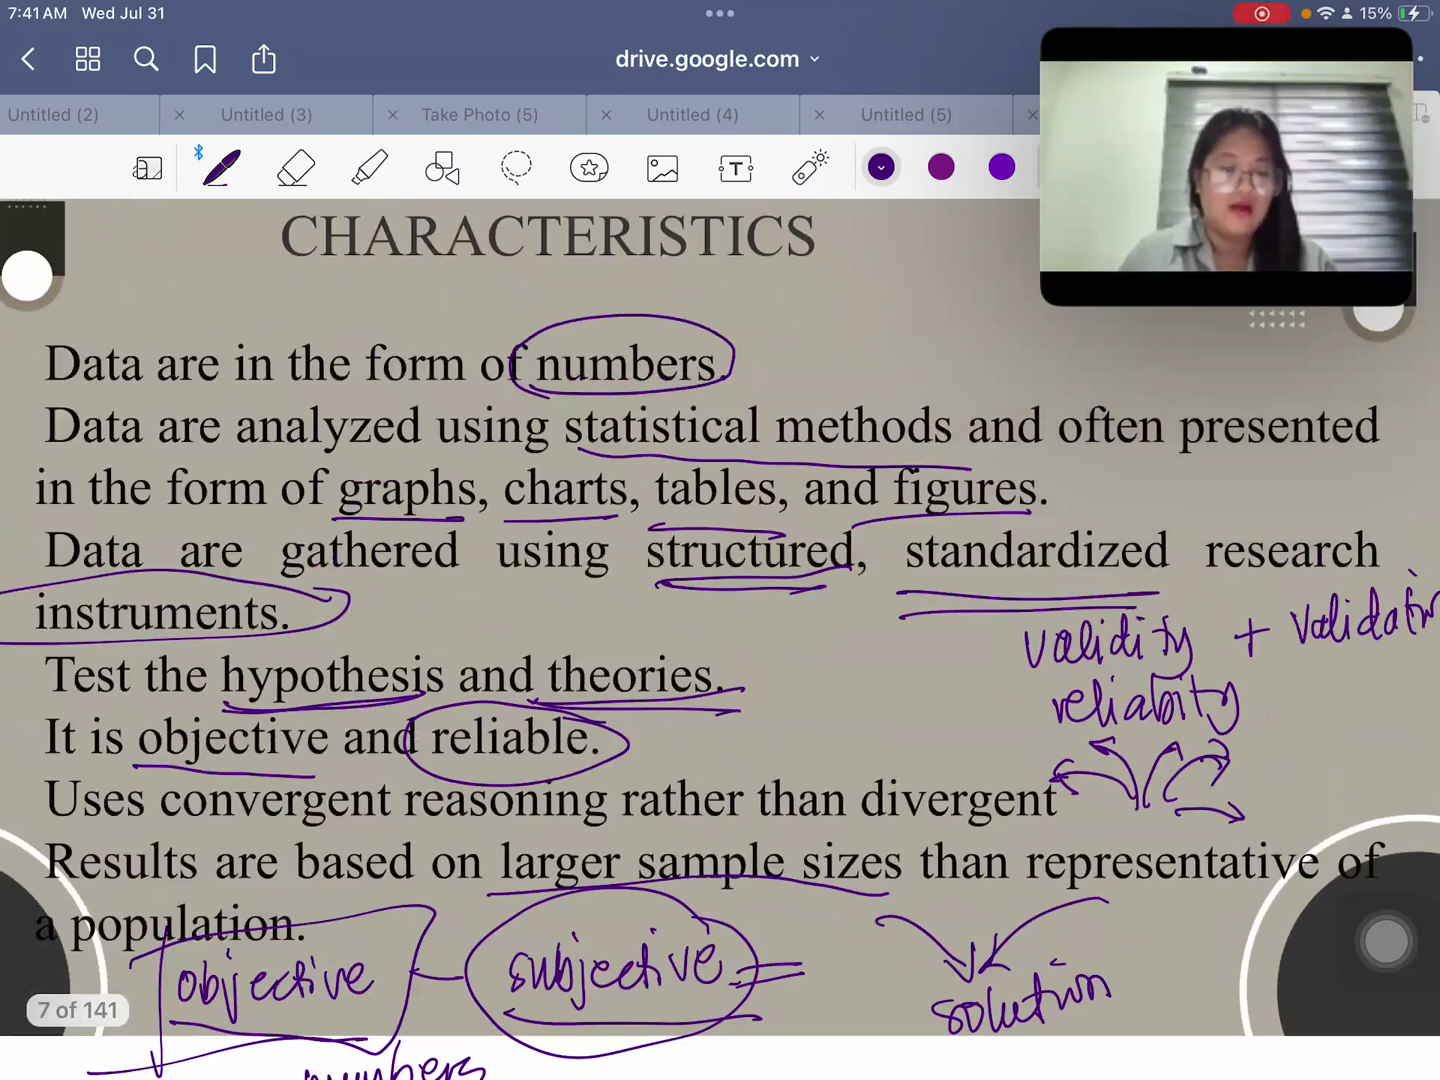 7:41 AM Wed Jul 31
15%
drive.google.com
Untitled (2)
Untitled (3)
Take Photo (5)
Untitled (4)
Untitled (5)
CHARACTERISTICS
Data are in the form of numbers.
Data are analyzed using statistical methods and often presented
in the form of graphs, charts, tables, and figures.
Data are gathered using structured, standardized research
instruments.
validity +
Test the hypothesis and theories.
reliability
It is objective and reliable.
Uses convergent reasoning rather than divergent
Results are based on larger sample sizes than representative of
a population.
objective subjective
solution
7 of 141
numbers